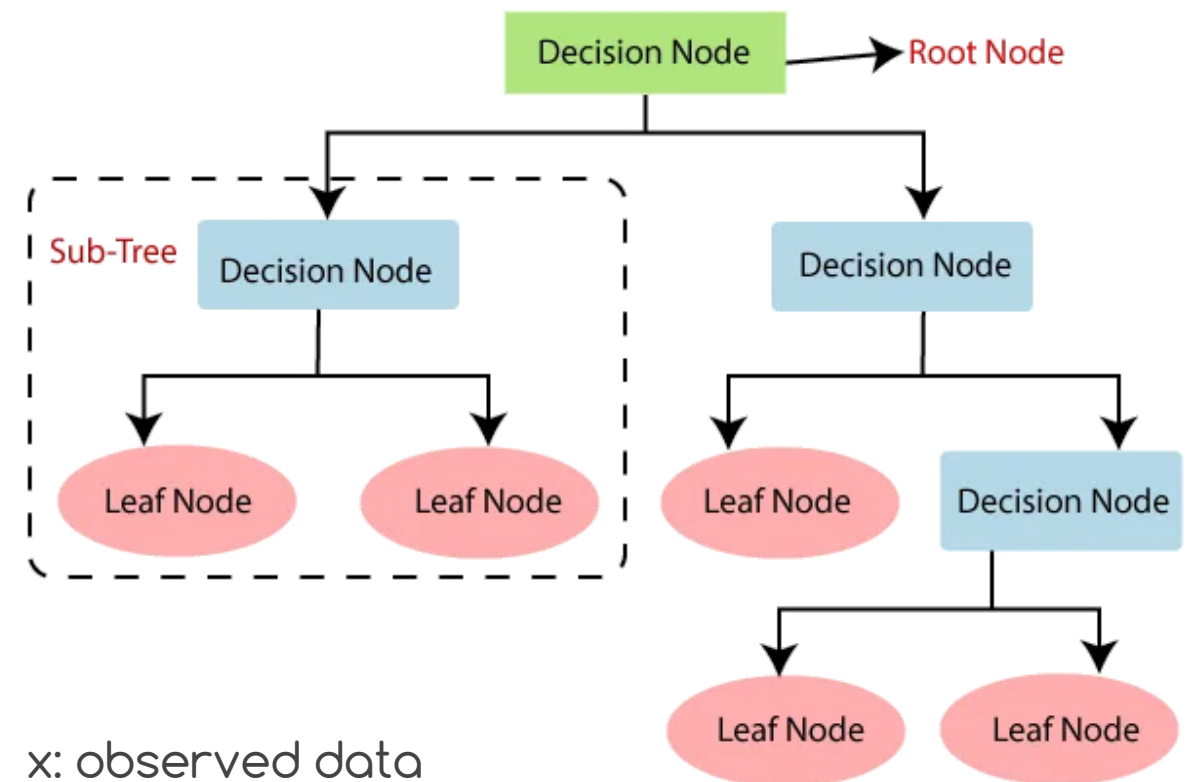 Decision Node
Root Node
Sub-Tree
Decision Node
Decision Node
Leaf Node
Leaf Node
Leaf Node
Decision Node
Leaf Node
Leaf Node
x: observed data